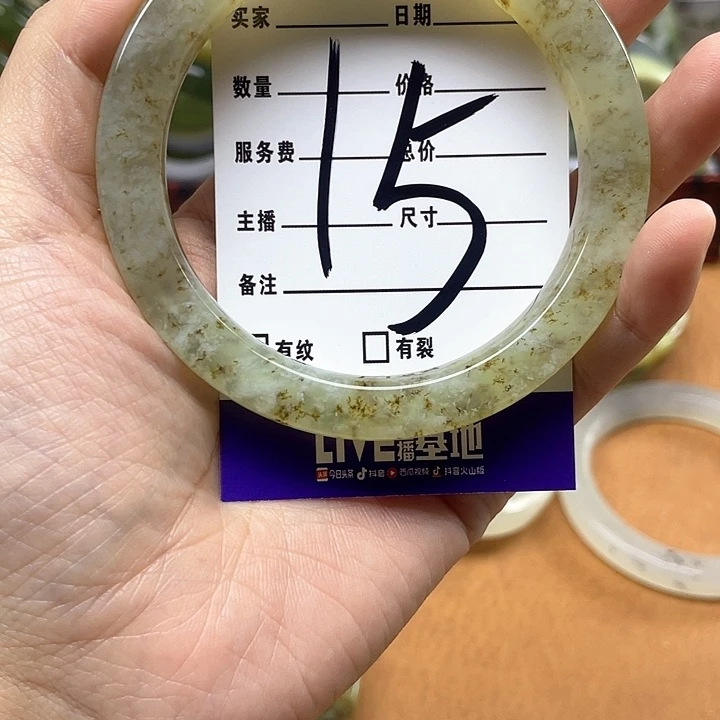 买家 日期
数量 价格
服务费 总价
主播 尺寸
备注
有纹 有裂
15
LIVE播基地
今日头条 抖音 西瓜视频 抖音火山版